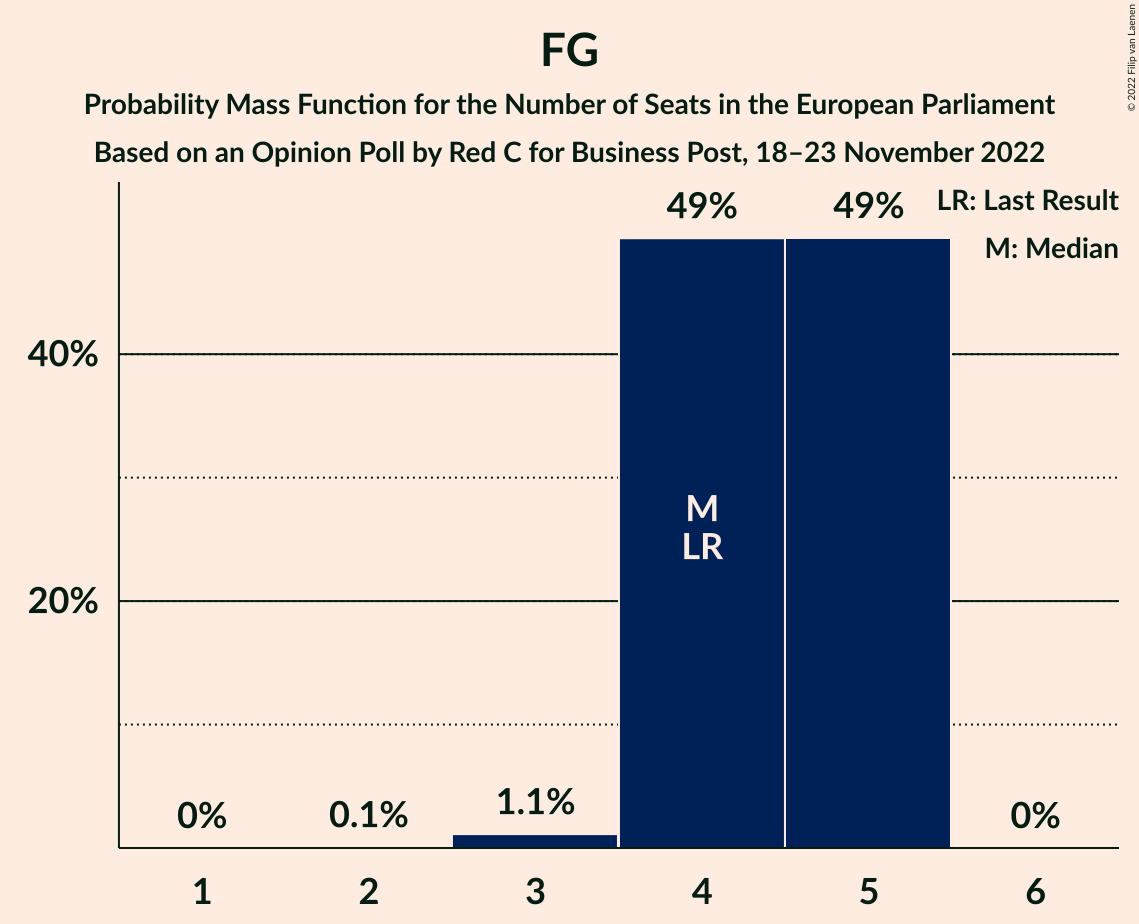 FG
Probability Mass Function for the Number of Seats in the European Parliament
Based on an Opinion Poll by Red C for Business Post, 18–23 November 2022
© 2022 Filip van Laenen
LR: Last Result
M: Median
49%
49%
40%
20%
M
LR
0%
0.1%
1.1%
0%
1
2
3
4
5
6